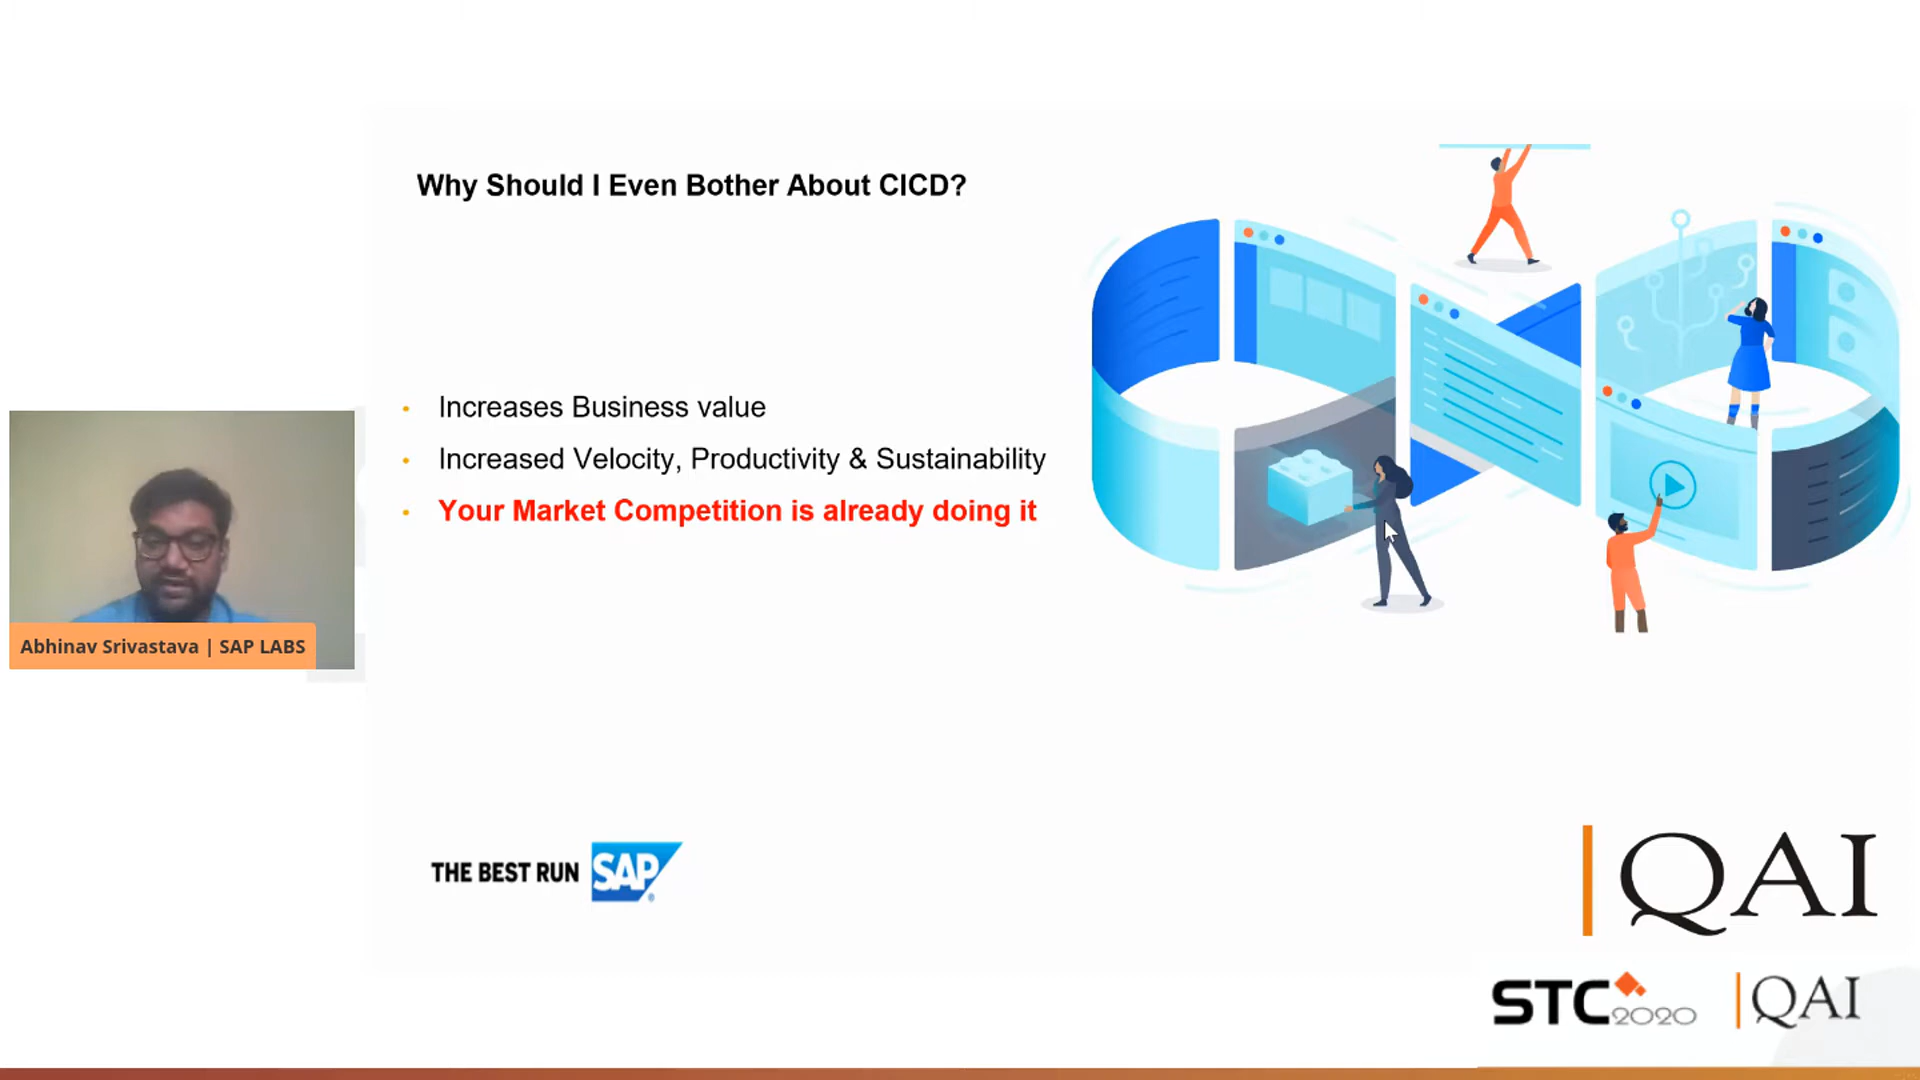 Why Should I Even Bother About CICD?
• Increases Business value
• Increased Velocity, Productivity & Sustainability
• Your Market Competition is already doing it
Abhinav Srivastava | SAP LABS
THE BEST RUN SAP®
QAI
STC 2020
QAI